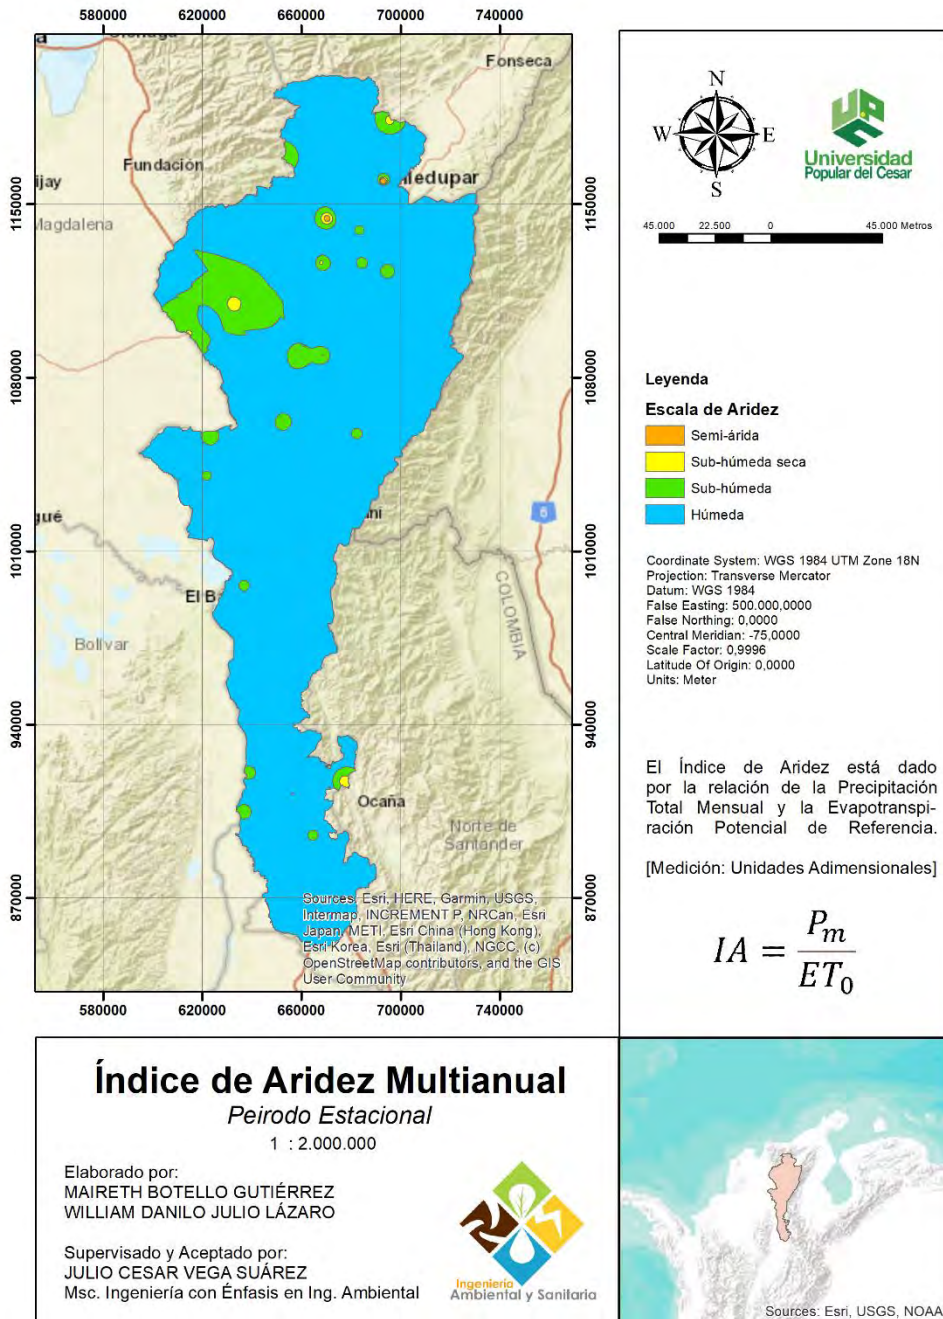 580000 620000 660000 700000 740000
Fonseca
Fundación
ijay
Magdalena
ledupar
1150000
1150000
1080000
1080000
gué
ní
1010000
1010000
El B
Bolívar
COLOMBIA
6
940000
940000
Ocaña
Norte de
Santander
870000
870000
Sources: Esri, HERE, Garmin, USGS,
Intermap, INCREMENT P, NRCan, Esri
Japan, METI, Esri China (Hong Kong),
Esri Korea, Esri (Thailand), NGCC, (c)
OpenStreetMap contributors, and the GIS
User Community
580000 620000 660000 700000 740000
N
W E
S
UPC
Universidad
Popular del Cesar
45.000 22.500 0 45.000 Metros
Leyenda
Escala de Aridez
Semi-árida
Sub-húmeda seca
Sub-húmeda
Húmeda
Coordinate System: WGS 1984 UTM Zone 18N
Projection: Transverse Mercator
Datum: WGS 1984
False Easting: 500.000,0000
False Northing: 0,0000
Central Meridian: -75,0000
Scale Factor: 0,9996
Latitude Of Origin: 0,0000
Units: Meter
El Índice de Aridez está dado
por la relación de la Precipitación
Total Mensual y la Evapotranspi-
ración Potencial de Referencia.
[Medición: Unidades Adimensionales]
IA = P_m / ET_0
Índice de Aridez Multianual
Peirodo Estacional
1 : 2.000.000
Elaborado por:
MAIRETH BOTELLO GUTIÉRREZ
WILLIAM DANILO JULIO LÁZARO
Supervisado y Aceptado por:
JULIO CESAR VEGA SUÁREZ
Msc. Ingeniería con Énfasis en Ing. Ambiental
Ingeniería
Ambiental y Sanitaria
Sources: Esri, USGS, NOAA